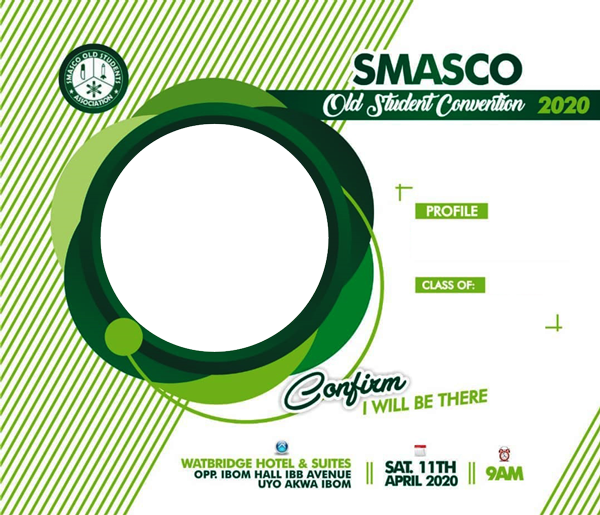 SMASCO OLD STUDENTS
ASSOCIATION
SMASCO
Old Student Convention 2020
PROFILE
CLASS OF:
Confirm
I WILL BE THERE
WATBRIDGE HOTEL & SUITES
OPP. IBOM HALL IBB AVENUE
UYO AKWA IBOM
SAT. 11TH
APRIL 2020
9AM